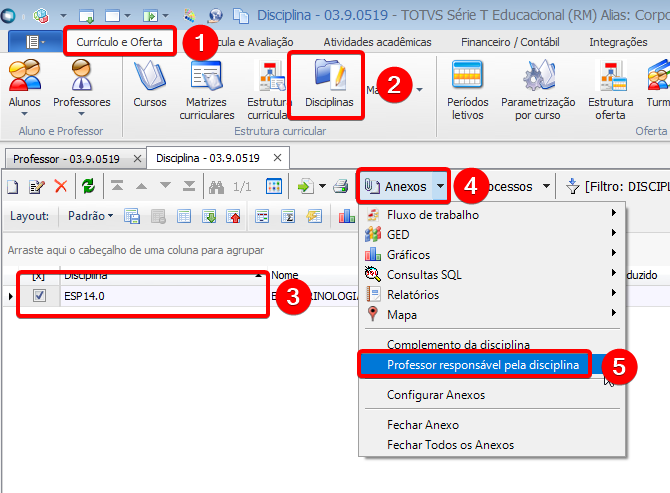 Disciplina - 03.9.0519 - TOTVS Série T Educacional (RM) Alias: Corpo
Currículo e Oferta
1
ula e Avaliação
Atividades acadêmicas
Financeiro / Contábil
Integrações
Alunos
Professores
Cursos
Matrizes curriculares
Estrutura curricular
Disciplinas
Ma
2
Períodos letivos
Parametrização por curso
Estrutura oferta
Turm
Aluno e Professor
Estrutura curricular
Oferta
Professor - 03.9.0519
Disciplina - 03.9.0519
1/1
Anexos
4
ocessos
[Filtro: DISCIPL
Layout:
Padrão
Arraste aqui o cabeçalho de uma coluna para agrupar
[X]
Disciplina
Nome
duzido
ESP14.0
3
RINOLOGIA
Fluxo de trabalho
GED
Gráficos
Consultas SQL
Relatórios
Mapa
Complemento da disciplina
Professor responsável pela disciplina
5
Configurar Anexos
Fechar Anexo
Fechar Todos os Anexos